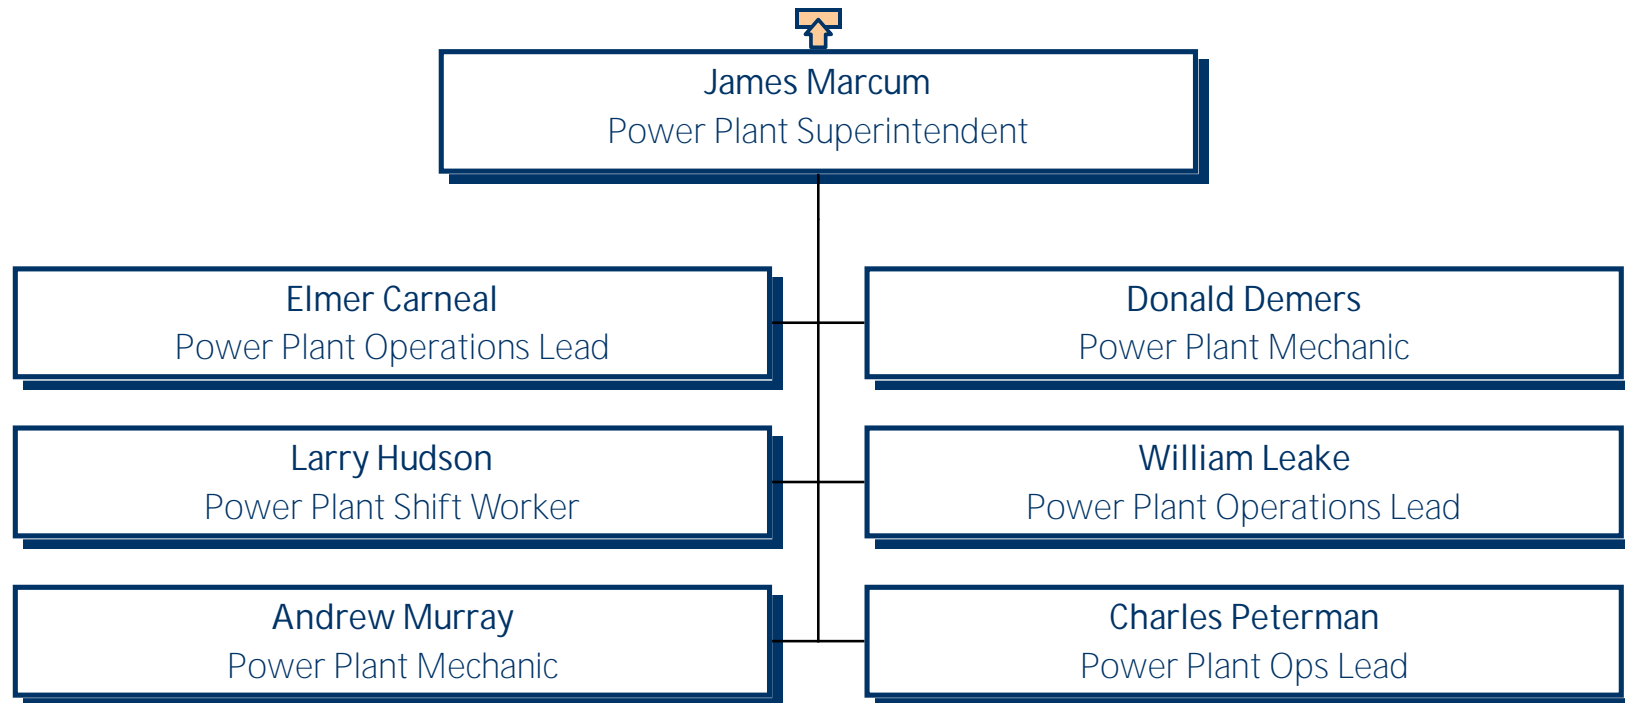 James Marcum
Power Plant Superintendent
Elmer Carneal
Power Plant Operations Lead
Donald Demers
Power Plant Mechanic
Larry Hudson
Power Plant Shift Worker
William Leake
Power Plant Operations Lead
Andrew Murray
Power Plant Mechanic
Charles Peterman
Power Plant Ops Lead